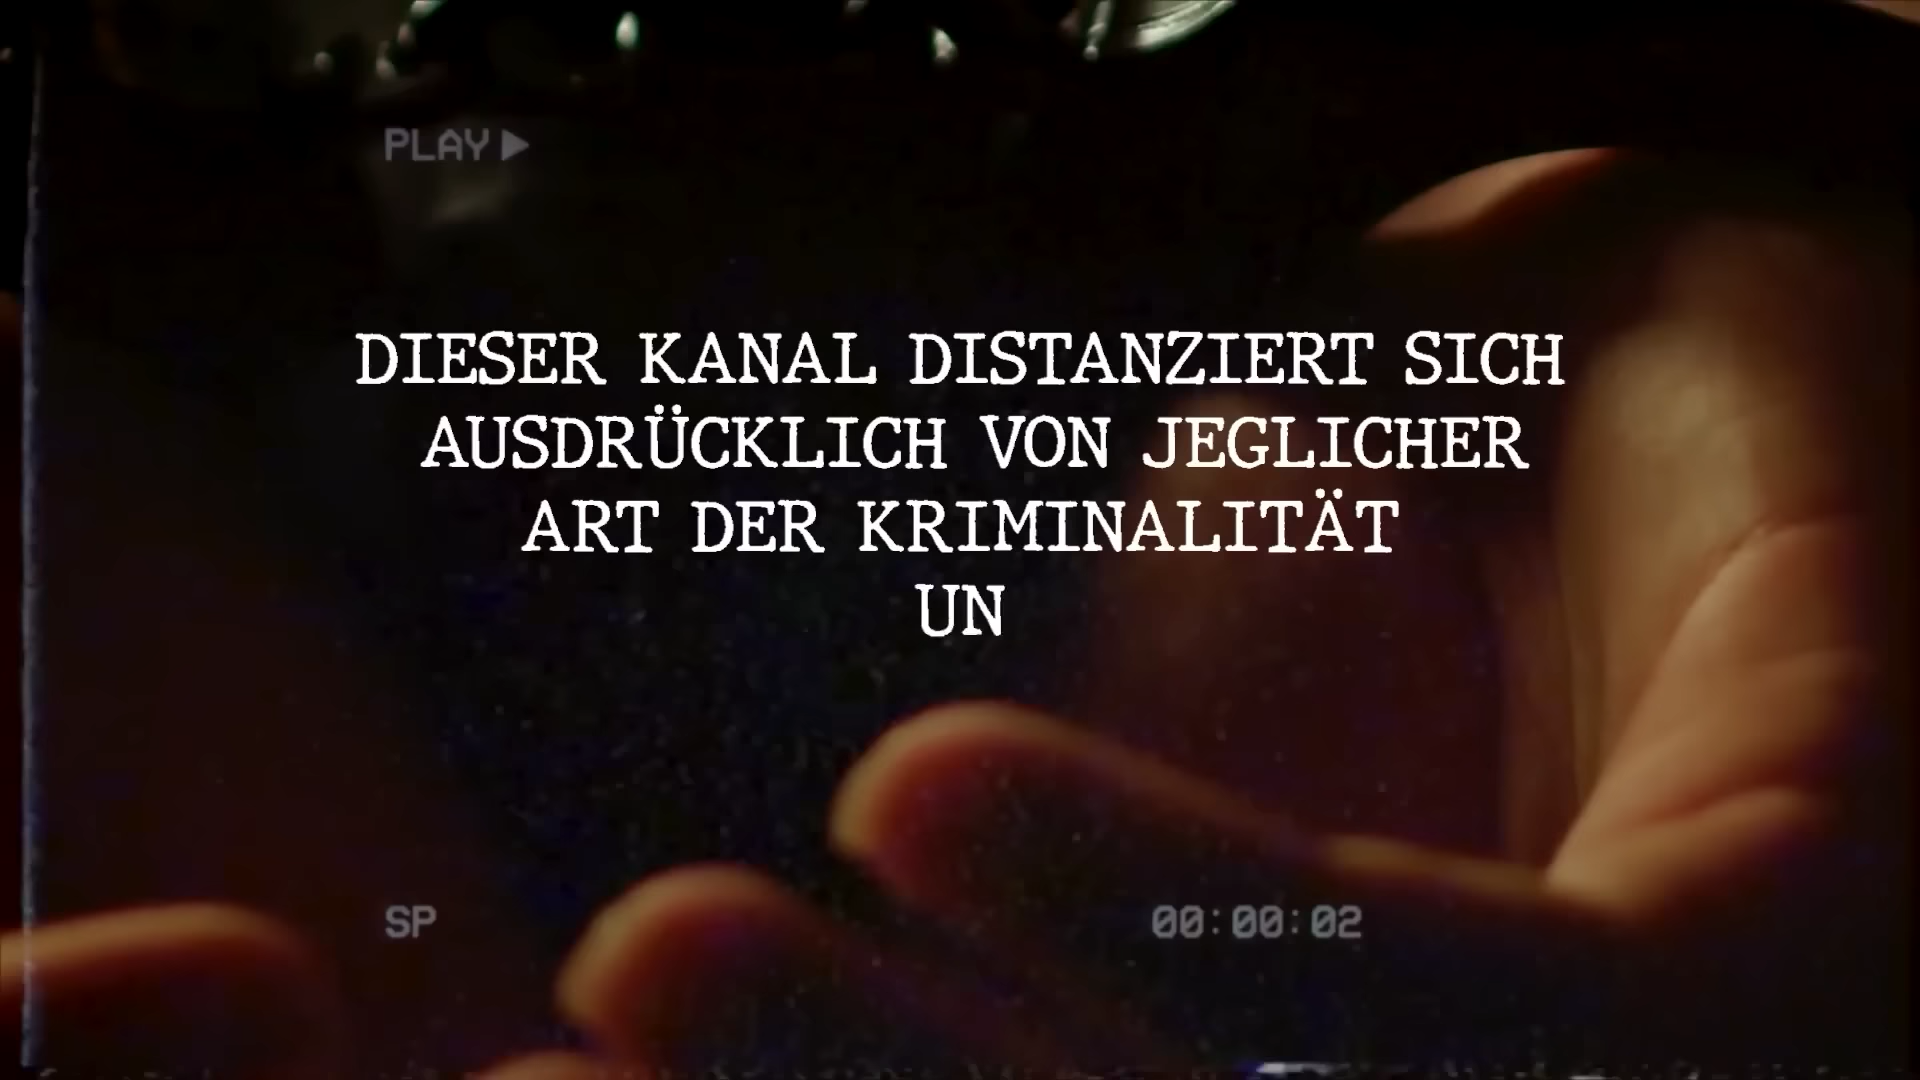 PLAY ▶
DIESER KANAL DISTANZIERT SICH
AUSDRÜCKLICH VON JEGLICHER
ART DER KRIMINALITÄT
UN
SP
00:00:02